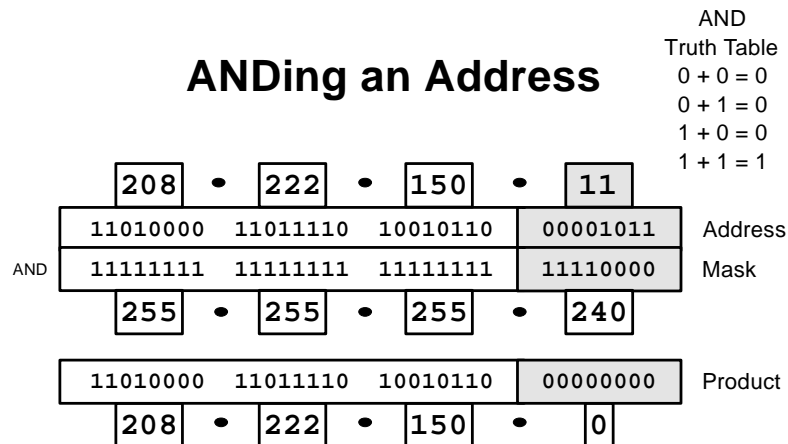 AND
Truth Table
0 + 0 = 0
0 + 1 = 0
1 + 0 = 0
1 + 1 = 1
ANDing an Address
208 • 222 • 150 • 11
11010000 11011110 10010110 00001011 Address
AND 11111111 11111111 11111111 11110000 Mask
255 • 255 • 255 • 240
11010000 11011110 10010110 00000000 Product
208 • 222 • 150 • 0